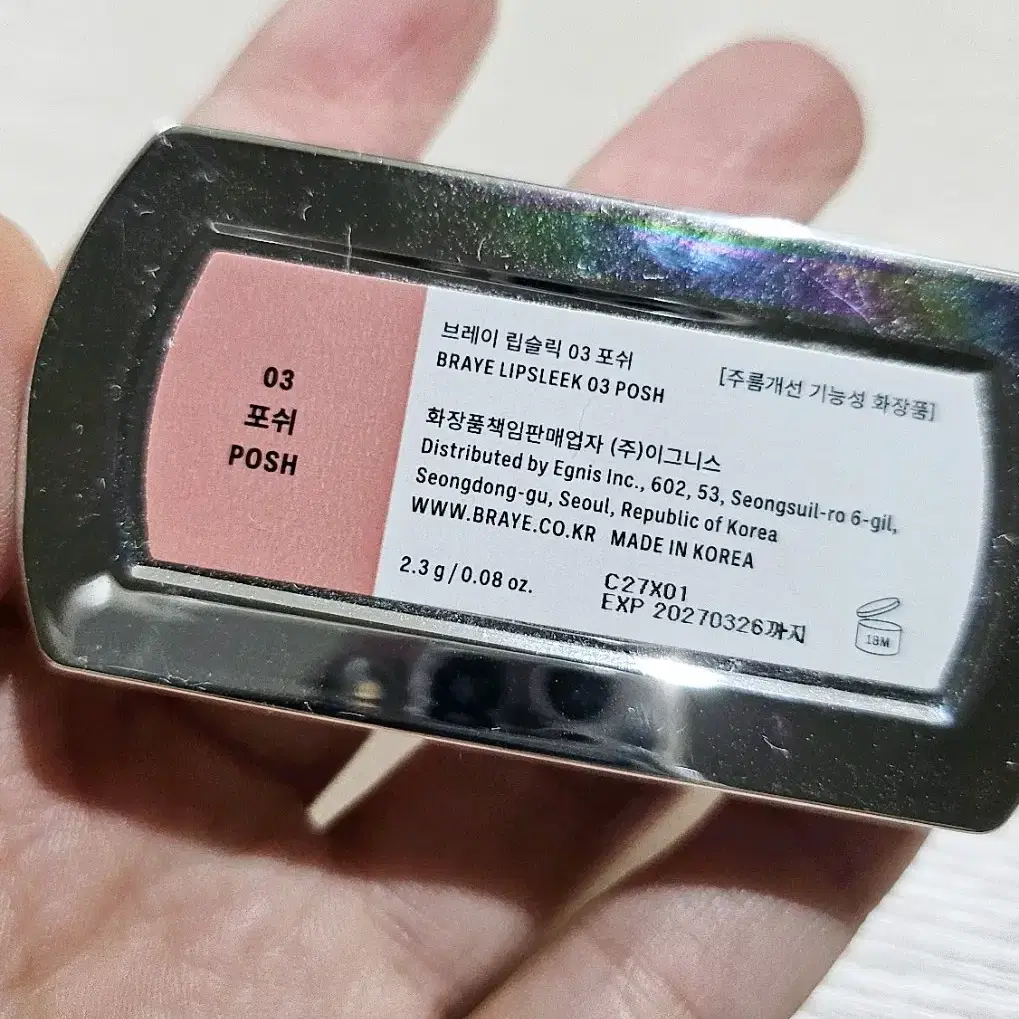 03
포쉬
POSH
브레이 립슬릭 03 포쉬
BRAYE LIPSLEEK 03 POSH
[주름개선 기능성 화장품]
화장품책임판매업자 (주)이그니스
Distributed by Egnis Inc., 602, 53, Seongsuil-ro 6-gil,
Seongdong-gu, Seoul, Republic of Korea
WWW.BRAYE.CO.KR MADE IN KOREA
2.3 g / 0.08 oz.
C27X01
EXP 20270326까지
18M